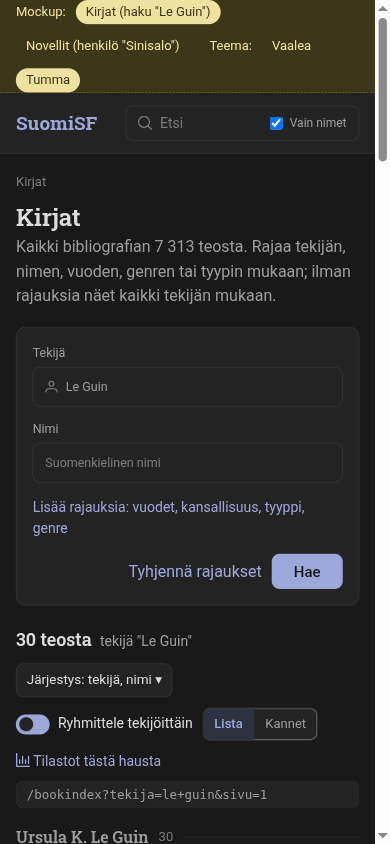 Mockup: Kirjat (haku "Le Guin")
Novellit (henkilö "Sinisalo") Teema: Vaalea
Tumma
SuomiSF Etsi Vain nimet
Kirjat
Kirjat
Kaikki bibliografian 7 313 teosta. Rajaa tekijän,
nimen, vuoden, genren tai tyypin mukaan; ilman
rajauksia näet kaikki tekijän mukaan.
Tekijä
Le Guin
Nimi
Suomenkielinen nimi
Lisää rajauksia: vuodet, kansallisuus, tyyppi,
genre
Tyhjennä rajaukset Hae
30 teosta tekijä "Le Guin"
Järjestys: tekijä, nimi ▾
Ryhmittele tekijöittäin Lista Kannet
Tilastot tästä hausta
/bookindex?tekija=le+guin&sivu=1
Ursula K. Le Guin 30